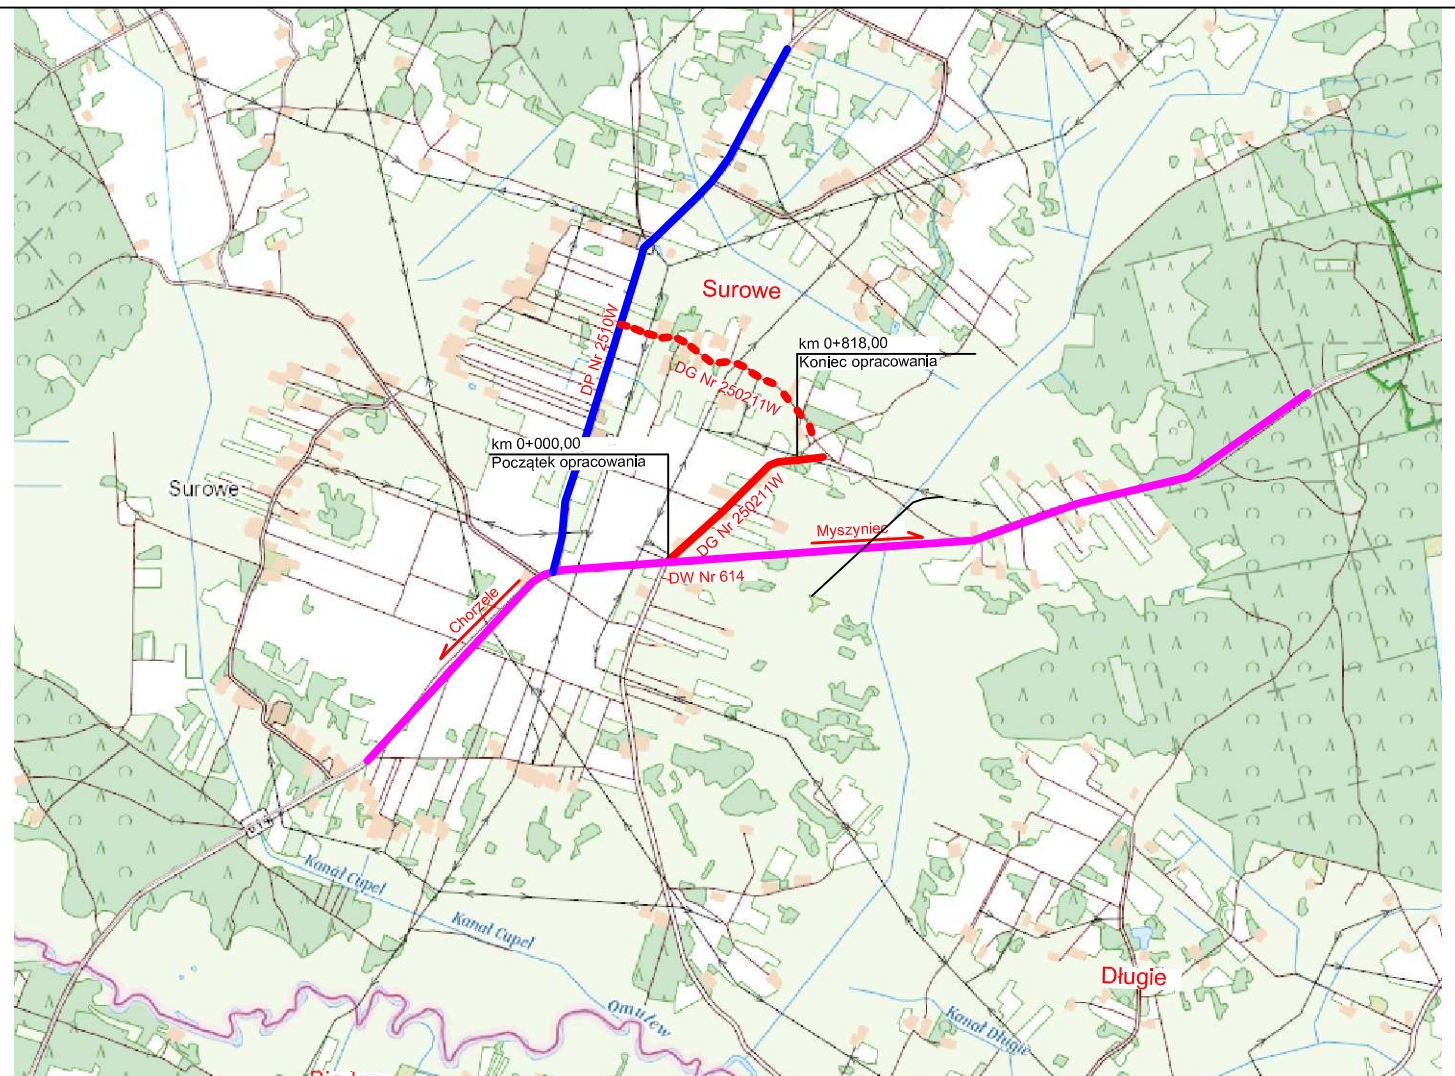 Surowe
km 0+818,00
Koniec opracowania
DP Nr 2510W
DG Nr 250211W
km 0+000,00
Początek opracowania
Surowe
DG Nr 250211W
Myszyniec
DW Nr 614
Chorzele
614
Kanał Cupel
Kanał Cupel
Omulew
Długie
Kanał Długie